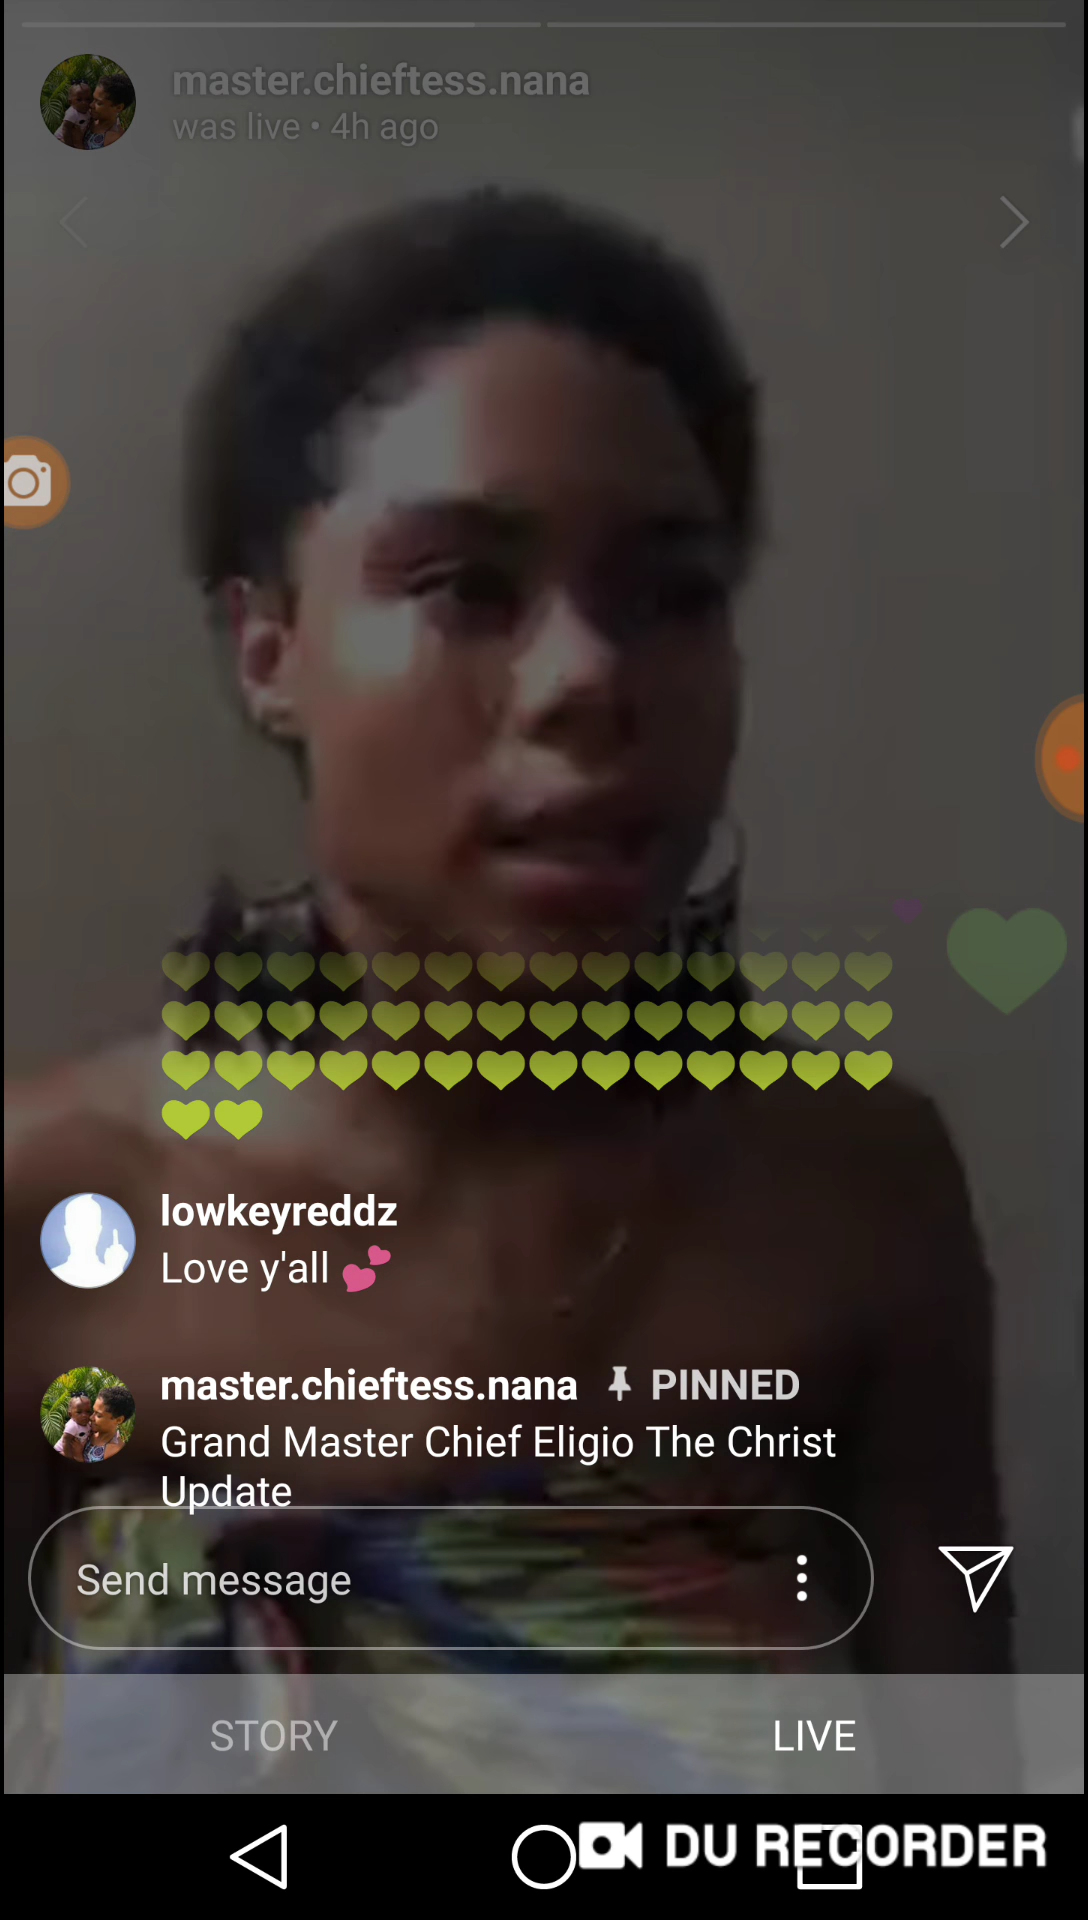 master.chieftess.nana
was live • 4h ago
lowkeyreddz
Love y'all 💕
master.chieftess.nana PINNED
Grand Master Chief Eligio The Christ
Update
Send message
STORY LIVE
DU RECORDER